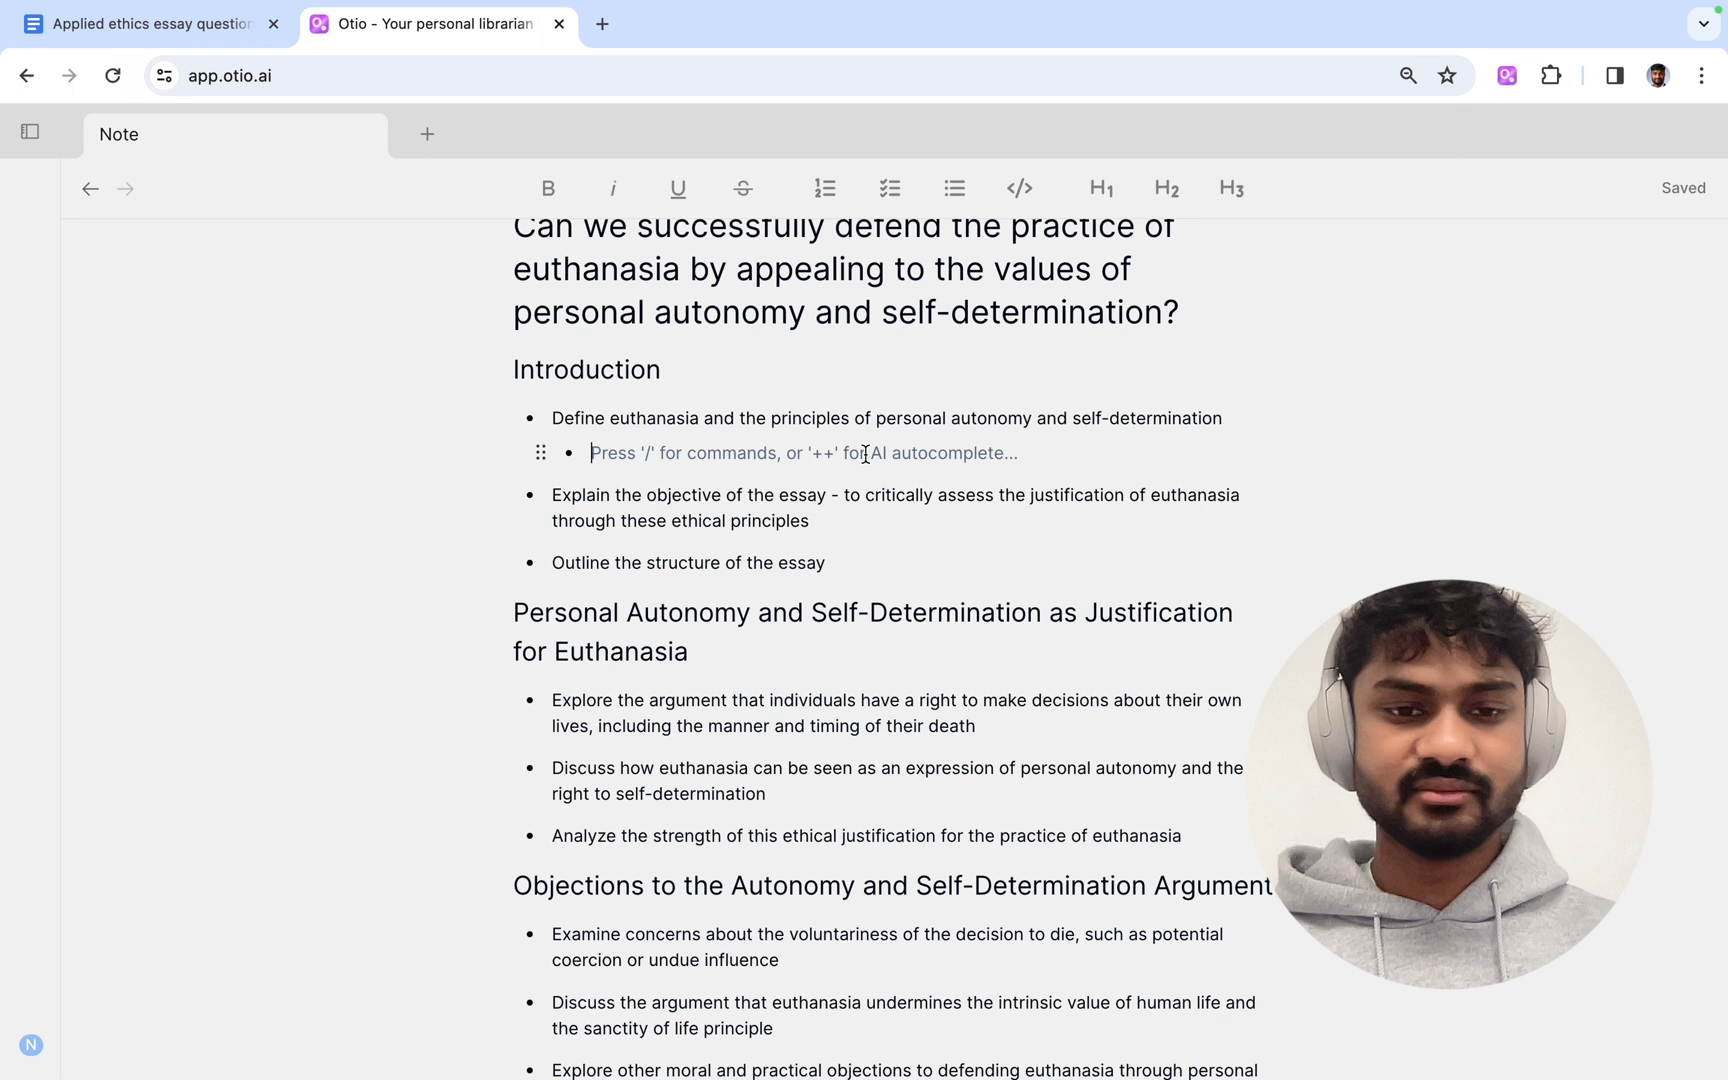 Applied ethics essay question
Otio - Your personal librarian
app.otio.ai
Note
B i U S </> H1 H2 H3 Saved
Can we successfully defend the practice of
euthanasia by appealing to the values of
personal autonomy and self-determination?
Introduction
• Define euthanasia and the principles of personal autonomy and self-determination
• Press '/' for commands, or '++' for AI autocomplete...
• Explain the objective of the essay - to critically assess the justification of euthanasia
through these ethical principles
• Outline the structure of the essay
Personal Autonomy and Self-Determination as Justification
for Euthanasia
• Explore the argument that individuals have a right to make decisions about their own
lives, including the manner and timing of their death
• Discuss how euthanasia can be seen as an expression of personal autonomy and the
right to self-determination
• Analyze the strength of this ethical justification for the practice of euthanasia
Objections to the Autonomy and Self-Determination Argument
• Examine concerns about the voluntariness of the decision to die, such as potential
coercion or undue influence
• Discuss the argument that euthanasia undermines the intrinsic value of human life and
the sanctity of life principle
• Explore other moral and practical objections to defending euthanasia through personal
N